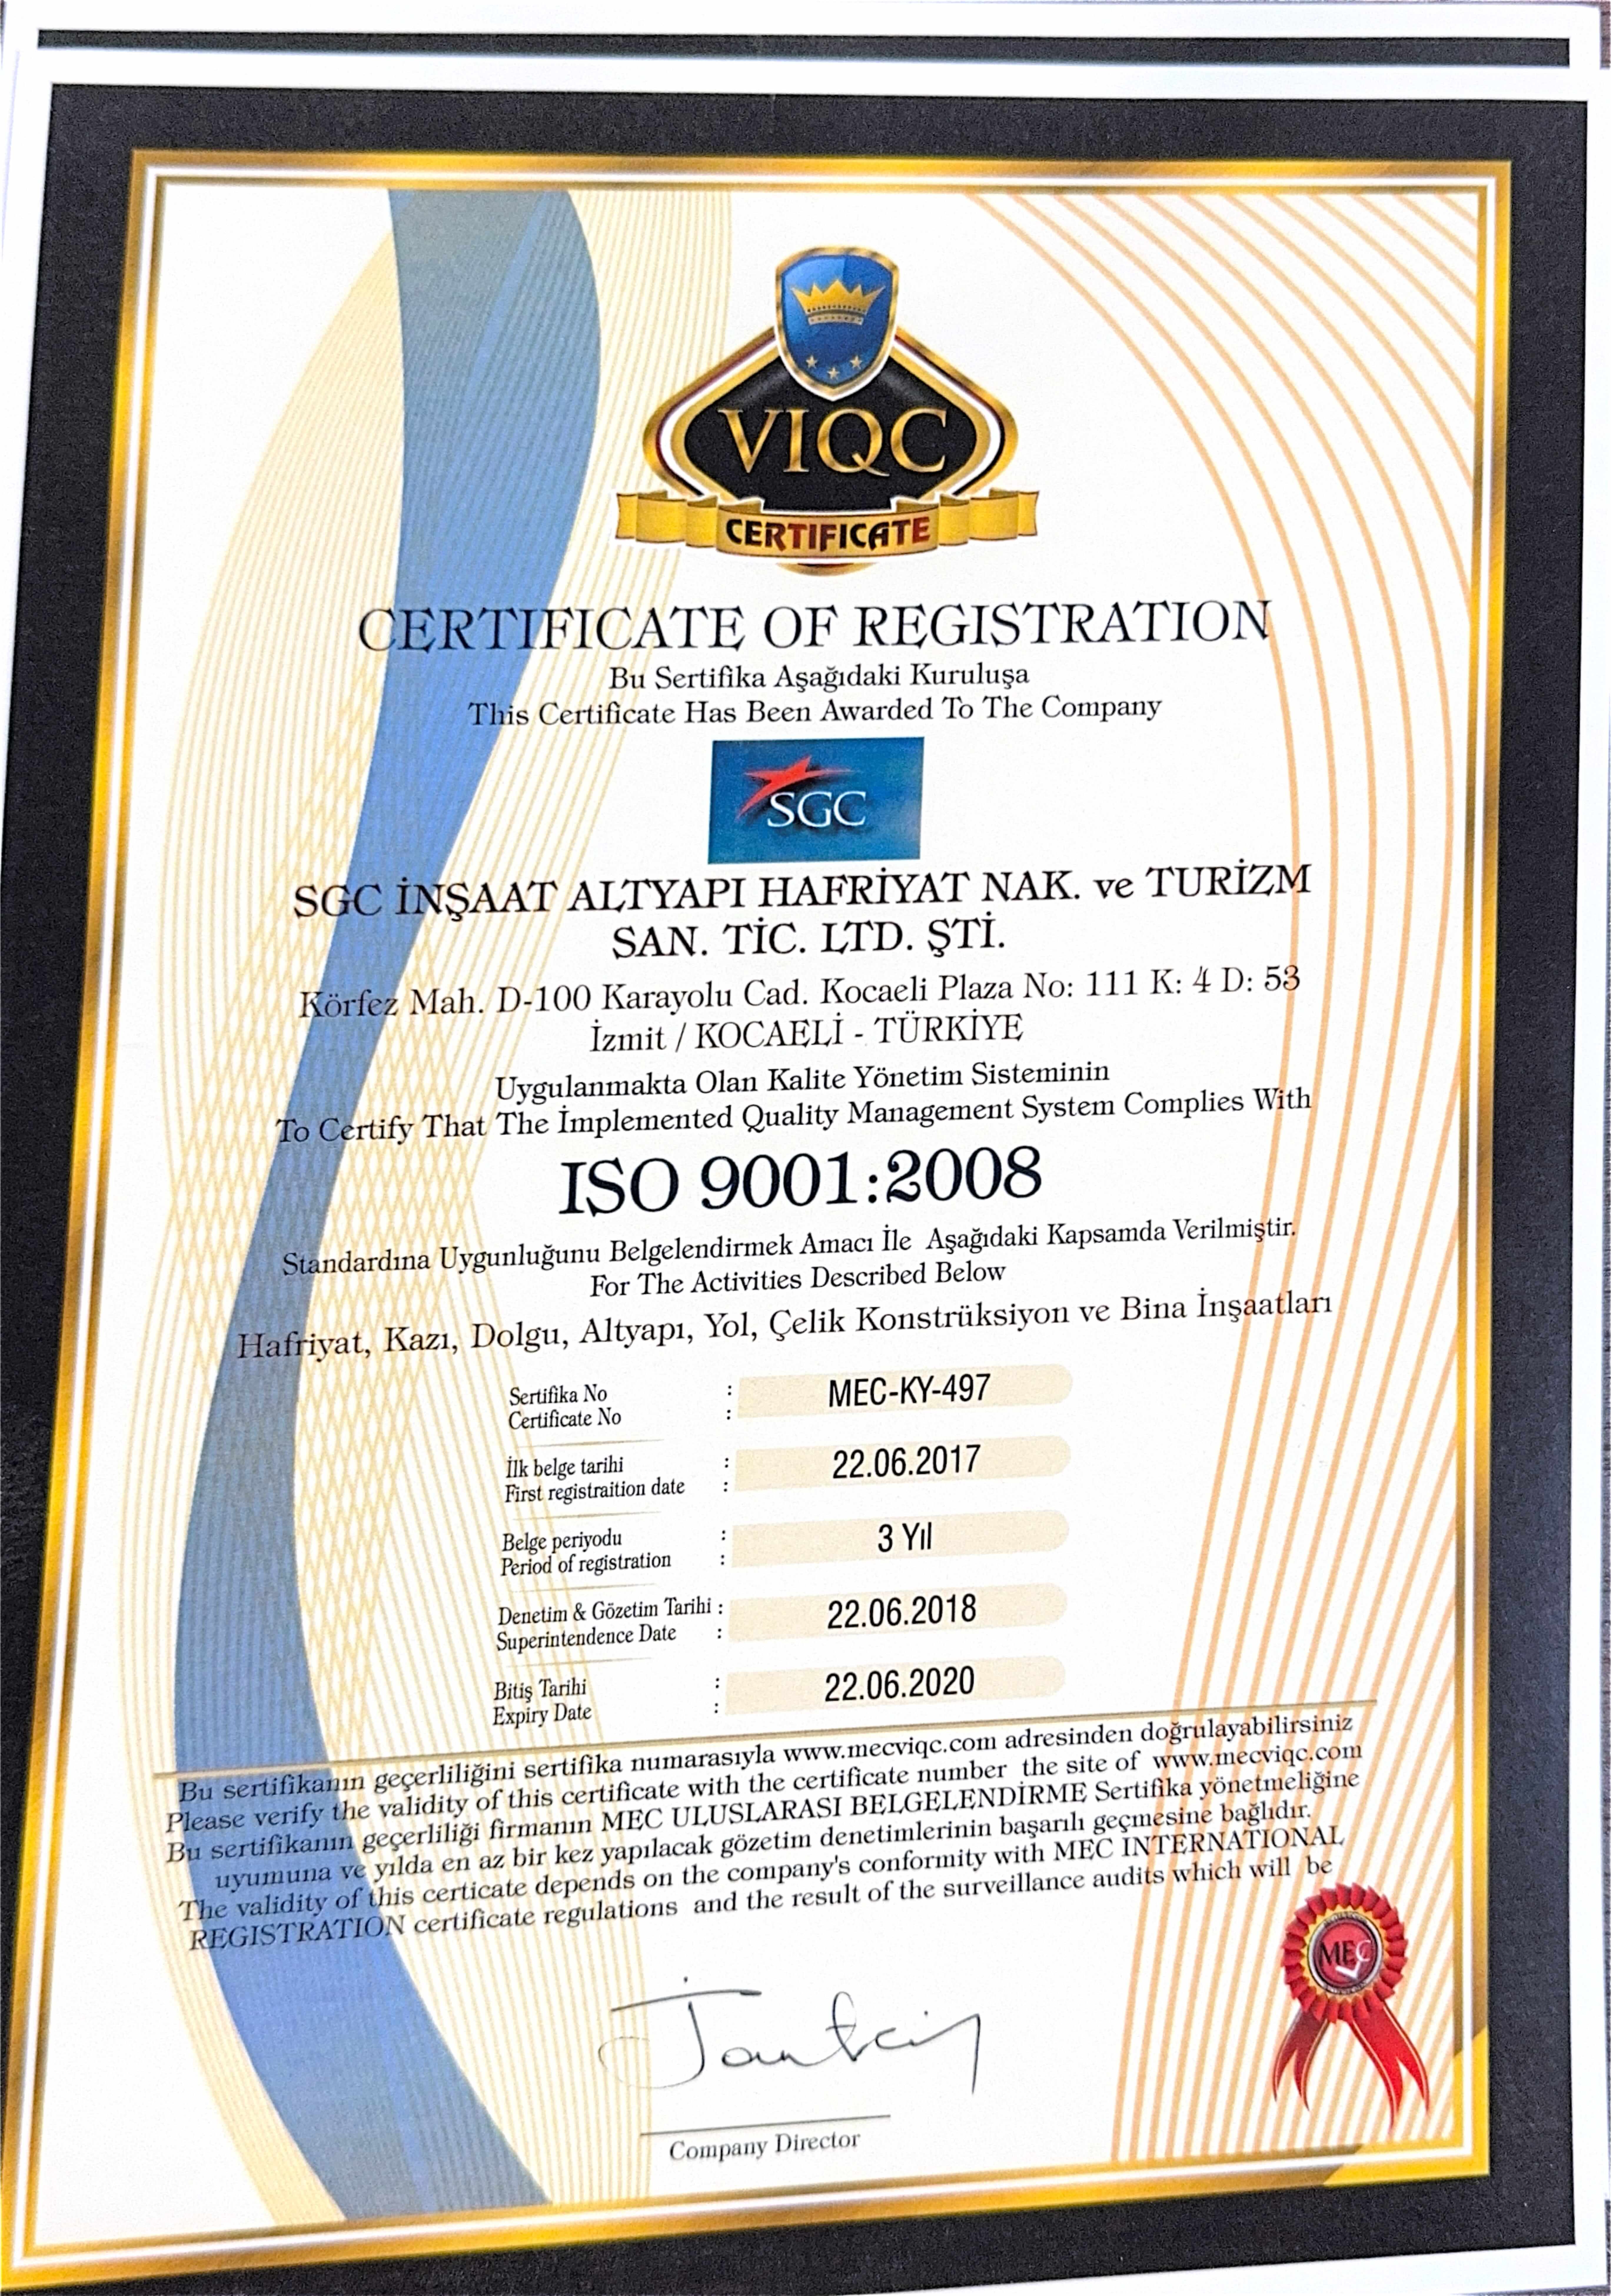 VIQC
CERTIFICATE
CERTIFICATE OF REGISTRATION
Bu Sertifika Aşağıdaki Kuruluşa
This Certificate Has Been Awarded To The Company
SGC
SGC İNŞAAT ALTYAPI HAFRİYAT NAK. ve TURİZM
SAN. TİC. LTD. ŞTİ.
Körfez Mah. D-100 Karayolu Cad. Kocaeli Plaza No: 111 K: 4 D: 53
İzmit / KOCAELİ - TÜRKİYE
Uygulanmakta Olan Kalite Yönetim Sisteminin
To Certify That The İmplemented Quality Management System Complies With
ISO 9001:2008
Standardına Uygunluğunu Belgelendirmek Amacı İle Aşağıdaki Kapsamda Verilmiştir.
For The Activities Described Below
Hafriyat, Kazı, Dolgu, Altyapı, Yol, Çelik Konstrüksiyon ve Bina İnşaatları
Sertifika No : MEC-KY-497
Certificate No :
İlk belge tarihi : 22.06.2017
First registraition date :
Belge periyodu : 3 Yıl
Period of registration :
Denetim & Gözetim Tarihi : 22.06.2018
Superintendence Date :
Bitiş Tarihi : 22.06.2020
Expiry Date :
Bu sertifikanın geçerliliğini sertifika numarasıyla www.mecviqc.com adresinden doğrulayabilirsiniz
Please verify the validity of this certificate with the certificate number the site of www.mecviqc.com
Bu sertifikanın geçerliliği firmanın MEC ULUSLARASI BELGELENDİRME Sertifika yönetmeliğine
uyumuna ve yılda en az bir kez yapılacak gözetim denetimlerinin başarılı geçmesine bağlıdır.
The validity of this certicate depends on the company's conformity with MEC INTERNATIONAL
REGISTRATION certificate regulations and the result of the surveillance audits which will be
MEC
Company Director